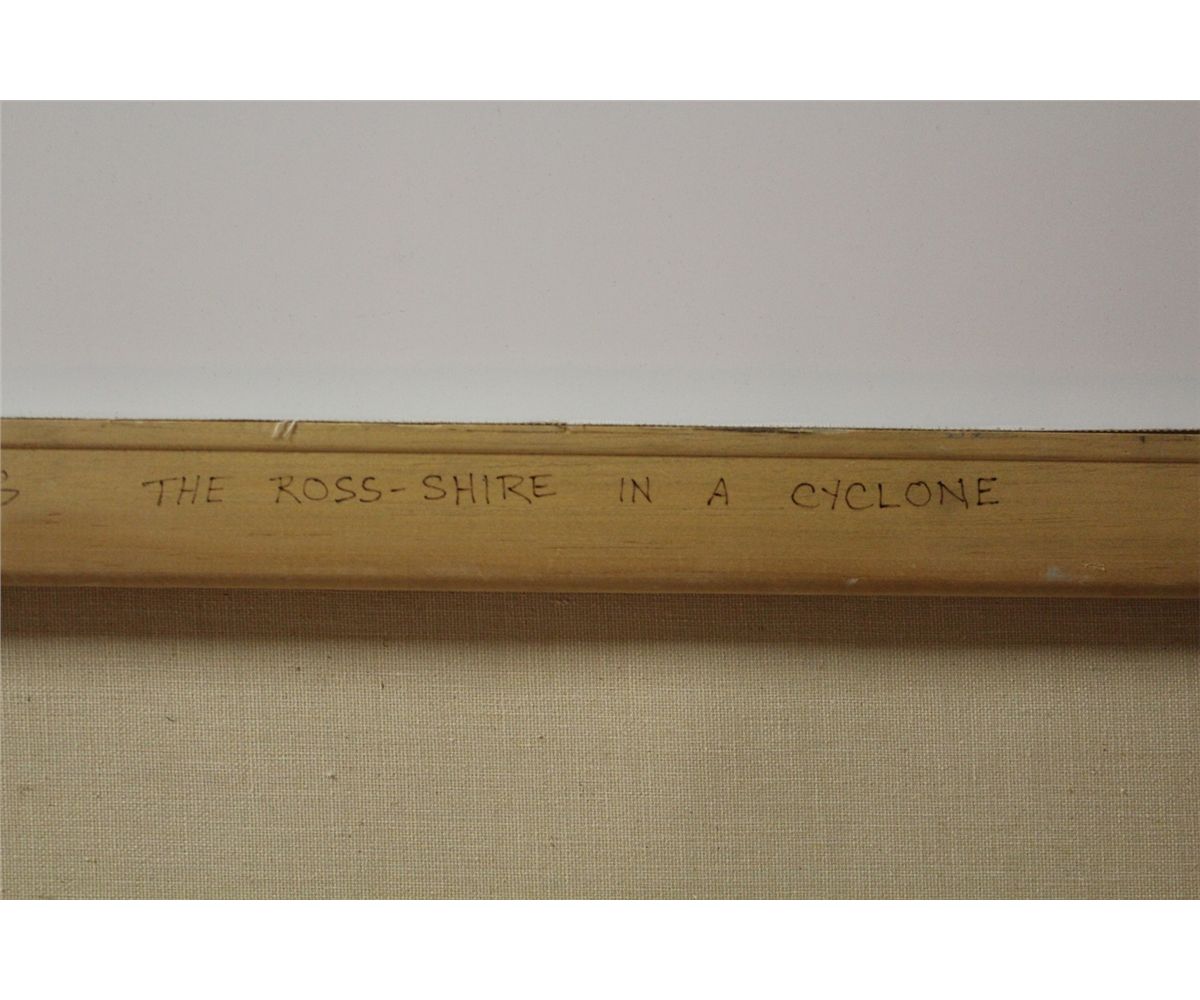 THE ROSS-SHIRE IN A CYCLONE